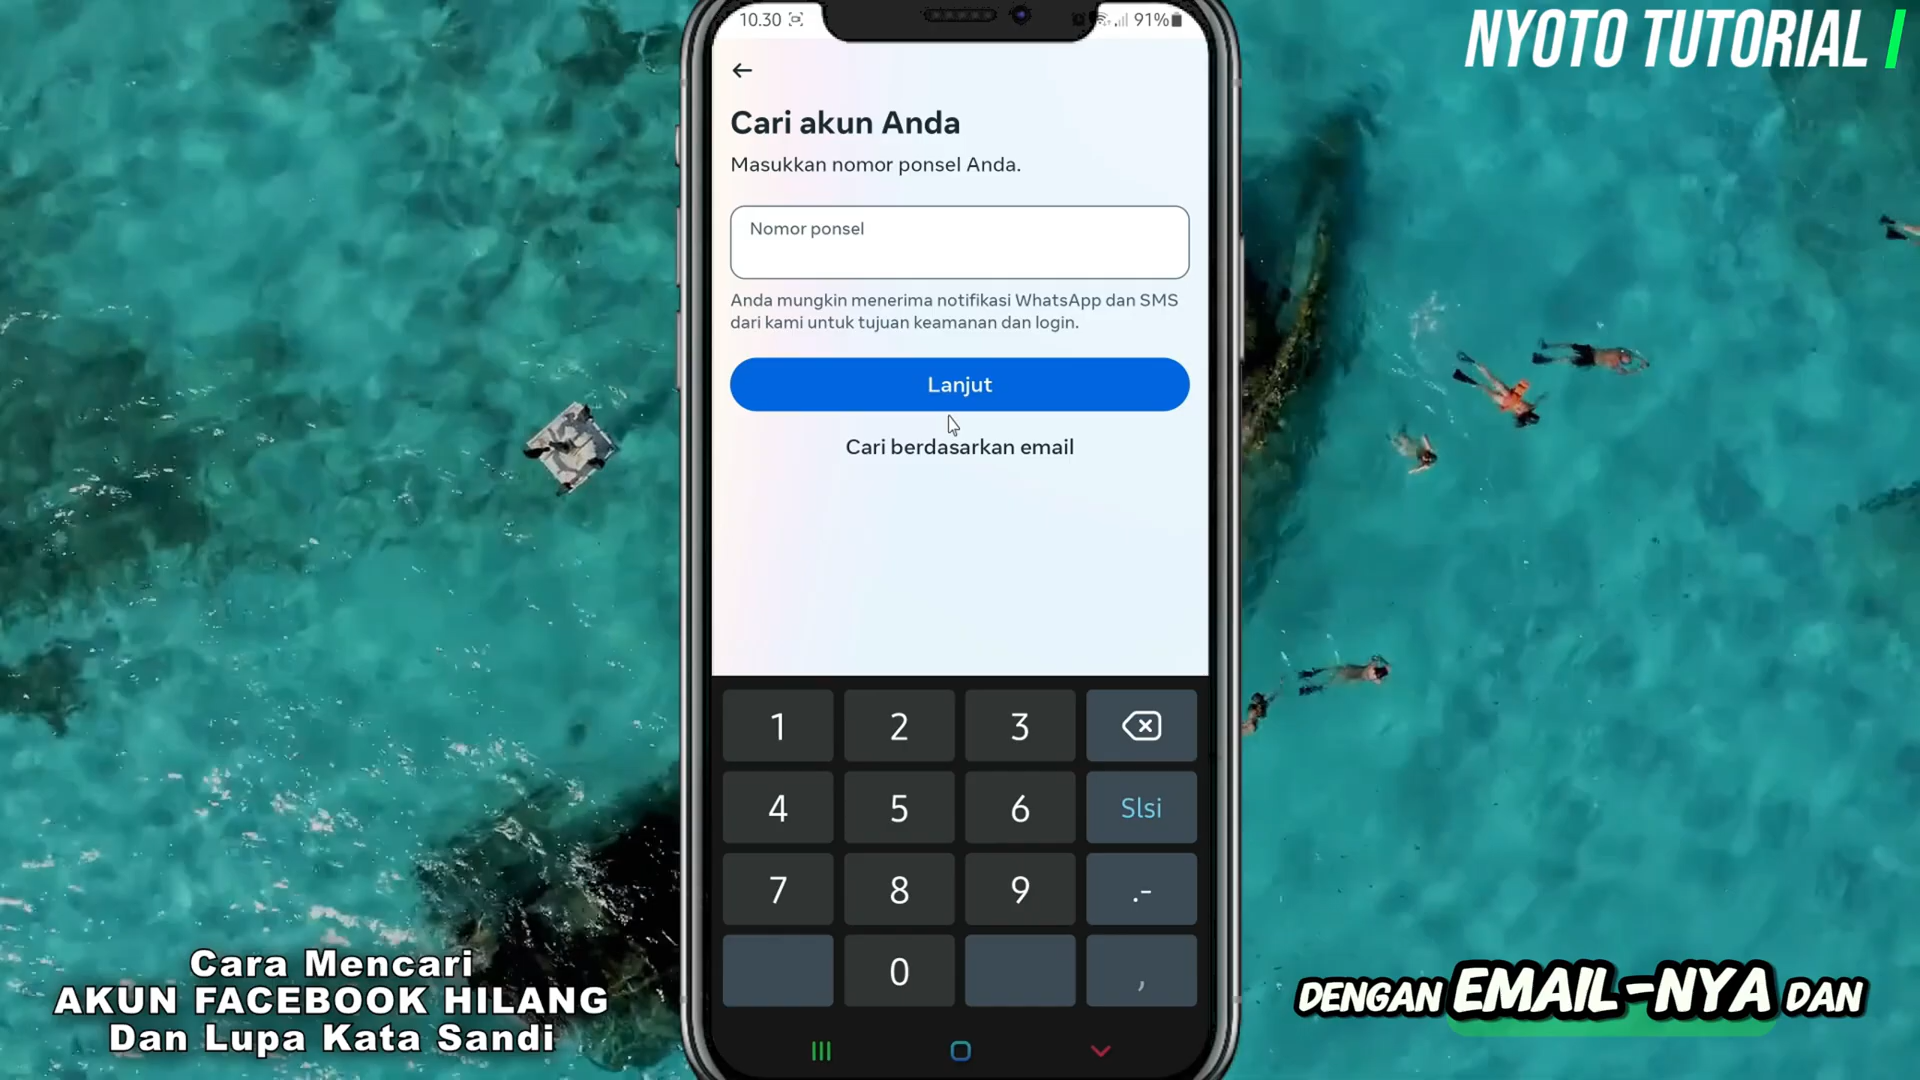 10.30
91%
NYOTO TUTORIAL
Cari akun Anda
Masukkan nomor ponsel Anda.
Nomor ponsel
Anda mungkin menerima notifikasi WhatsApp dan SMS
dari kami untuk tujuan keamanan dan login.
Lanjut
Cari berdasarkan email
1 2 3
4 5 6 Slsi
7 8 9 .-
0 ,
Cara Mencari
AKUN FACEBOOK HILANG
Dan Lupa Kata Sandi
DENGAN EMAIL-NYA DAN